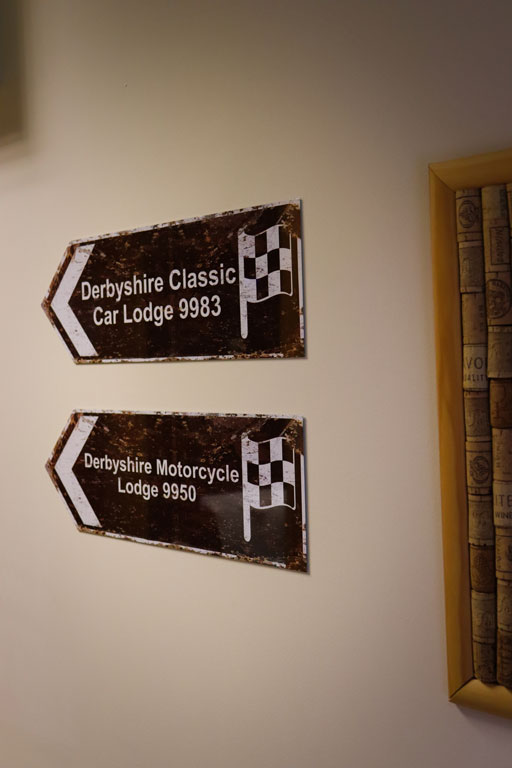 Derbyshire Classic
Car Lodge 9983
Derbyshire Motorcycle
Lodge 9950